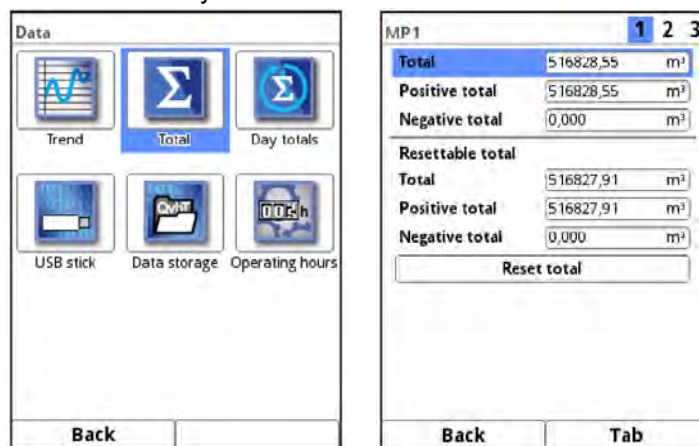 Data
Trend
Total
Day totals
USB stick
QvhT
Data storage
h
Operating hours
Back
MP1 1 2 3
Total 516828,55 m³
Positive total 516828,55 m³
Negative total 0,000 m³
Resettable total
Total 516827,91 m³
Positive total 516827,91 m³
Negative total 0,000 m³
Reset total
Back Tab